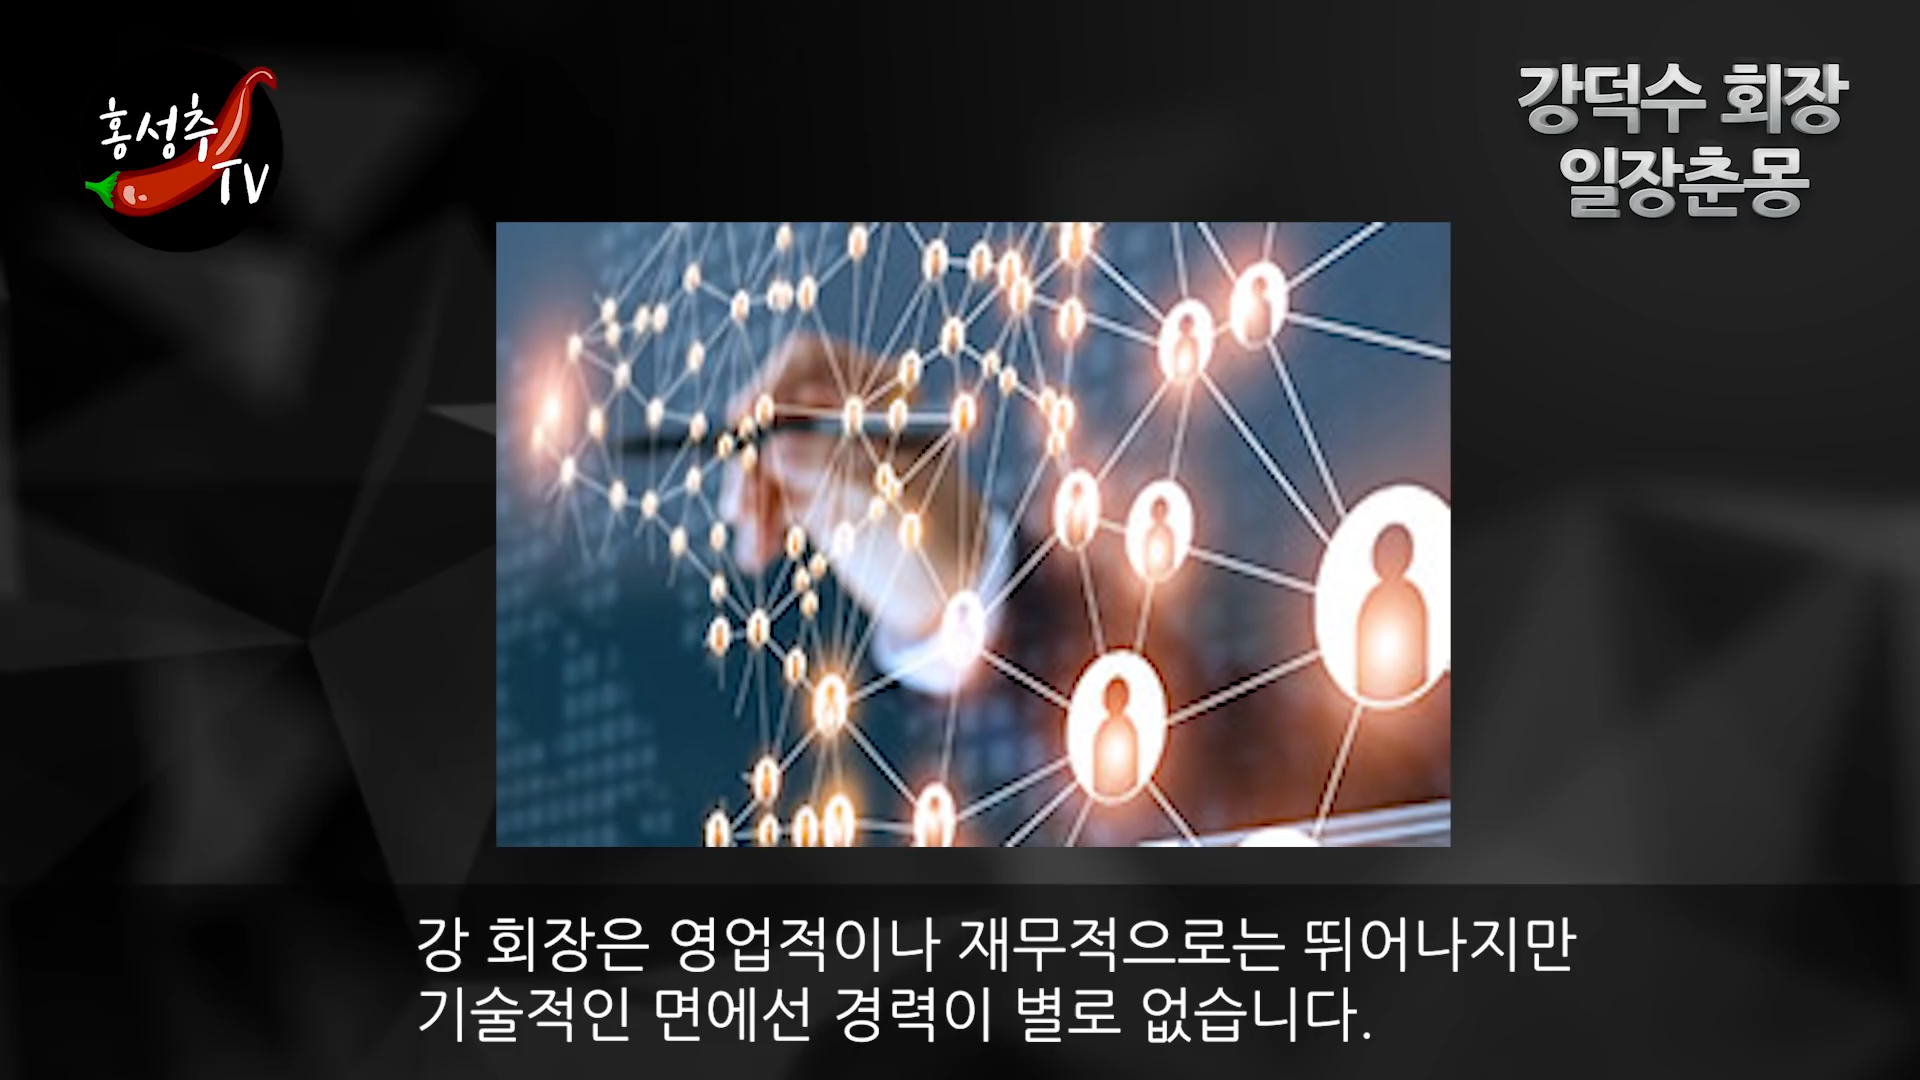 홍성추
TV
강덕수 회장
일장춘몽
강 회장은 영업적이나 재무적으로는 뛰어나지만
기술적인 면에선 경력이 별로 없습니다.